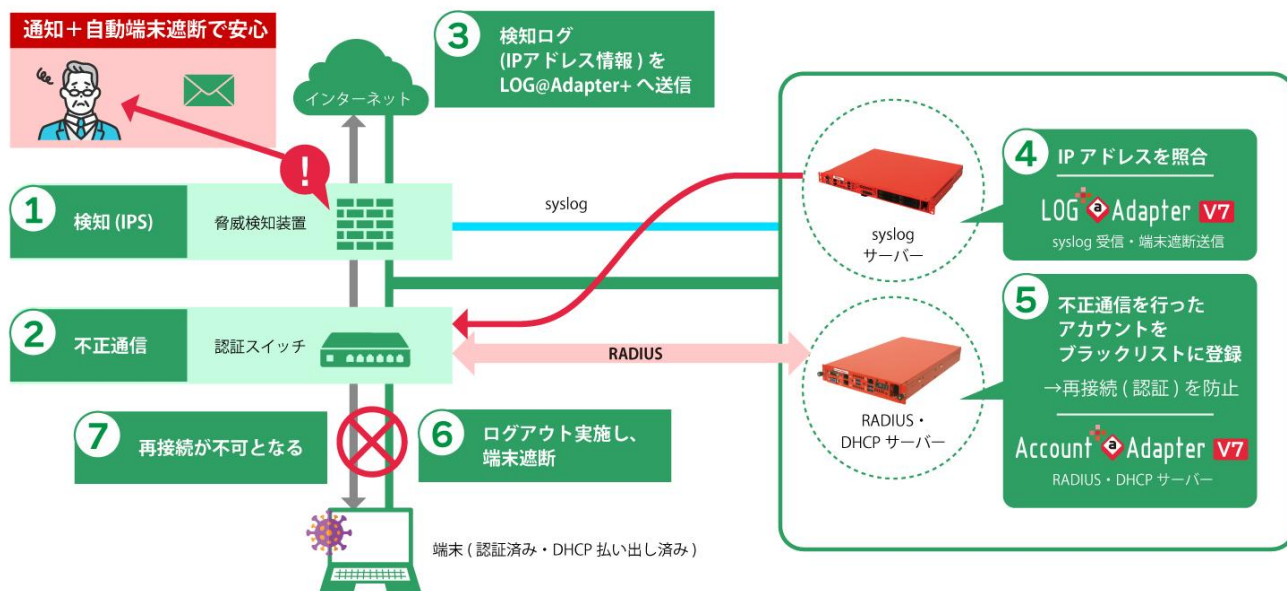 通知＋自動端末遮断で安心
インターネット
3
検知ログ
(IPアドレス情報)を
LOG@Adapter+ へ送信
1
検知 (IPS)
脅威検知装置
!
syslog
syslog
サーバー
4
IP アドレスを照合
LOG a Adapter V7
syslog 受信・端末遮断送信
2
不正通信
認証スイッチ
RADIUS
RADIUS・
DHCP サーバー
5
不正通信を行った
アカウントを
ブラックリストに登録
→再接続 ( 認証 ) を防止
Account a Adapter V7
RADIUS・DHCP サーバー
7
再接続が不可となる
6
ログアウト実施し、
端末遮断
端末 ( 認証済み・DHCP 払い出し済み )